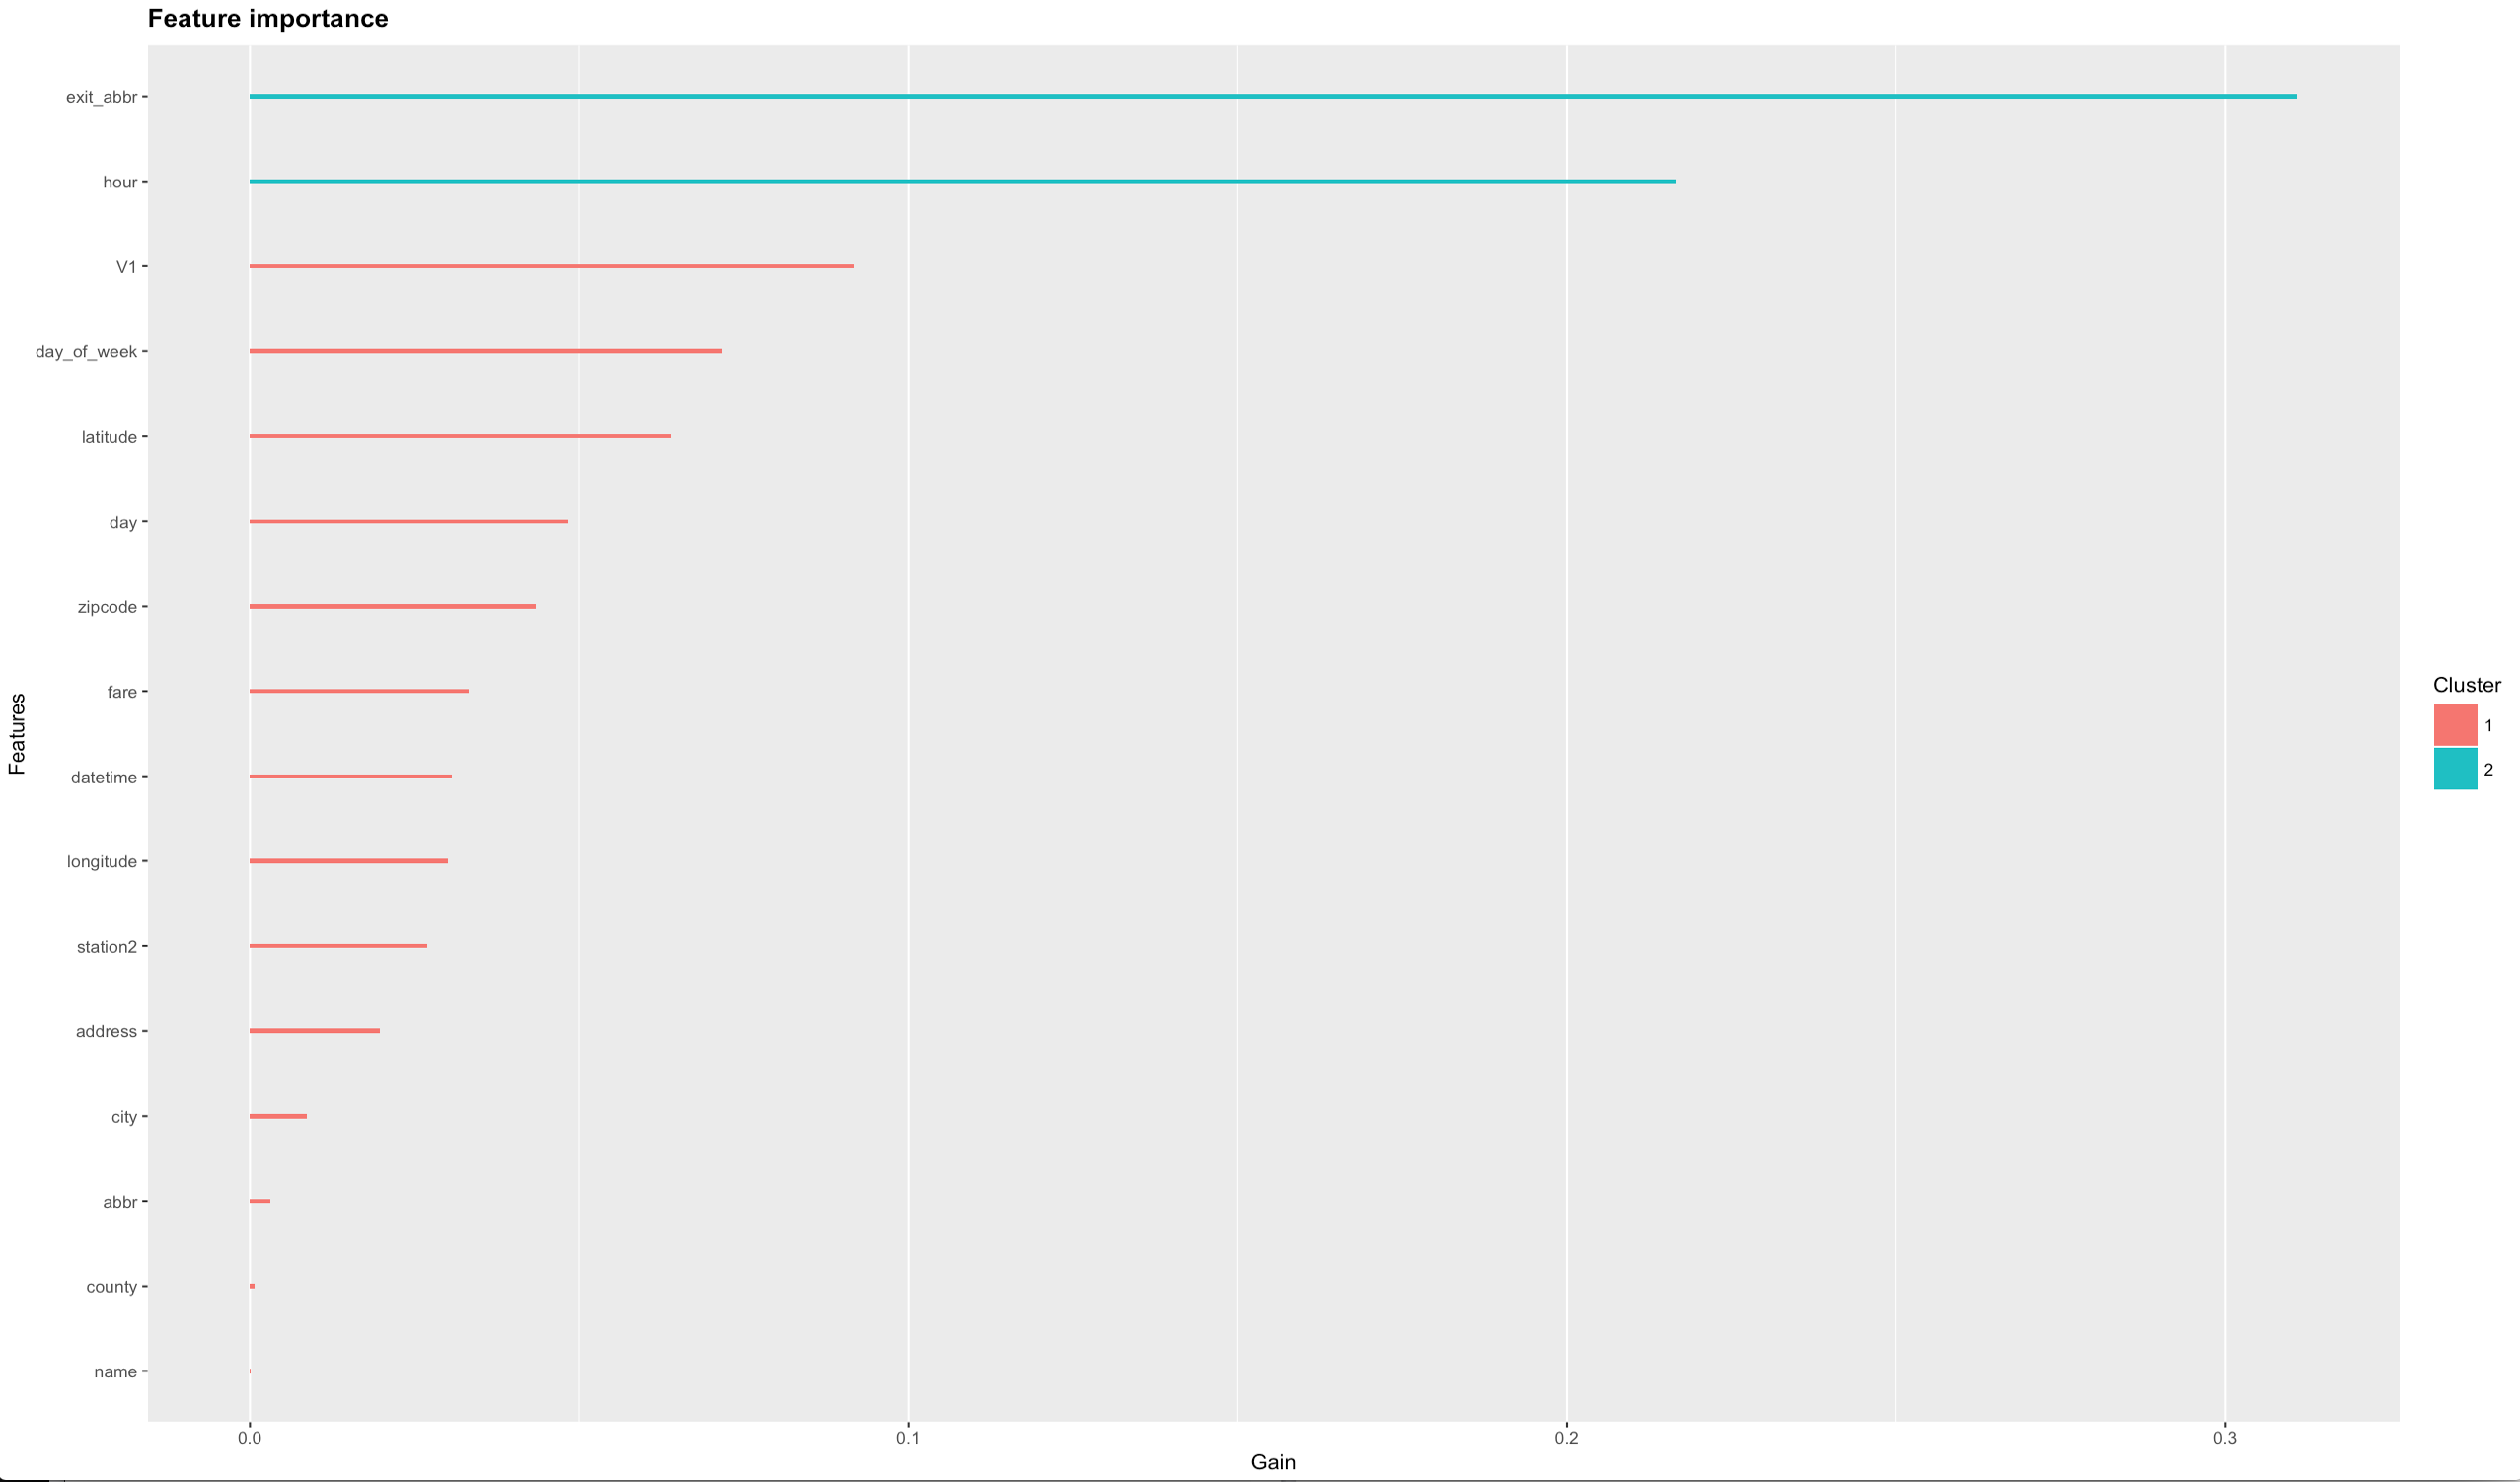 Feature importance
exit_abbr
hour
V1
day_of_week
latitude
day
zipcode
fare
datetime
longitude
station2
address
city
abbr
county
name
Features
0.0 0.1 0.2 0.3
Gain
Cluster
1
2